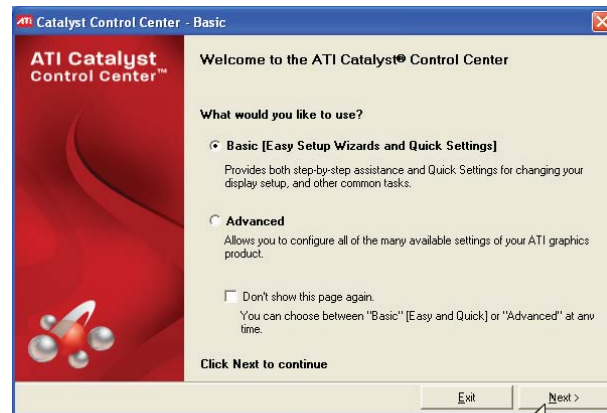 ATI Catalyst Control Center - Basic
ATI Catalyst
Control Center™
Welcome to the ATI Catalyst® Control Center
What would you like to use?
Basic [Easy Setup Wizards and Quick Settings]
Provides both step-by-step assistance and Quick Settings for changing your
display setup, and other common tasks.
Advanced
Allows you to configure all of the many available settings of your ATI graphics
product.
Don't show this page again.
You can choose between "Basic" [Easy and Quick] or "Advanced" at any
time.
Click Next to continue
Exit
Next >